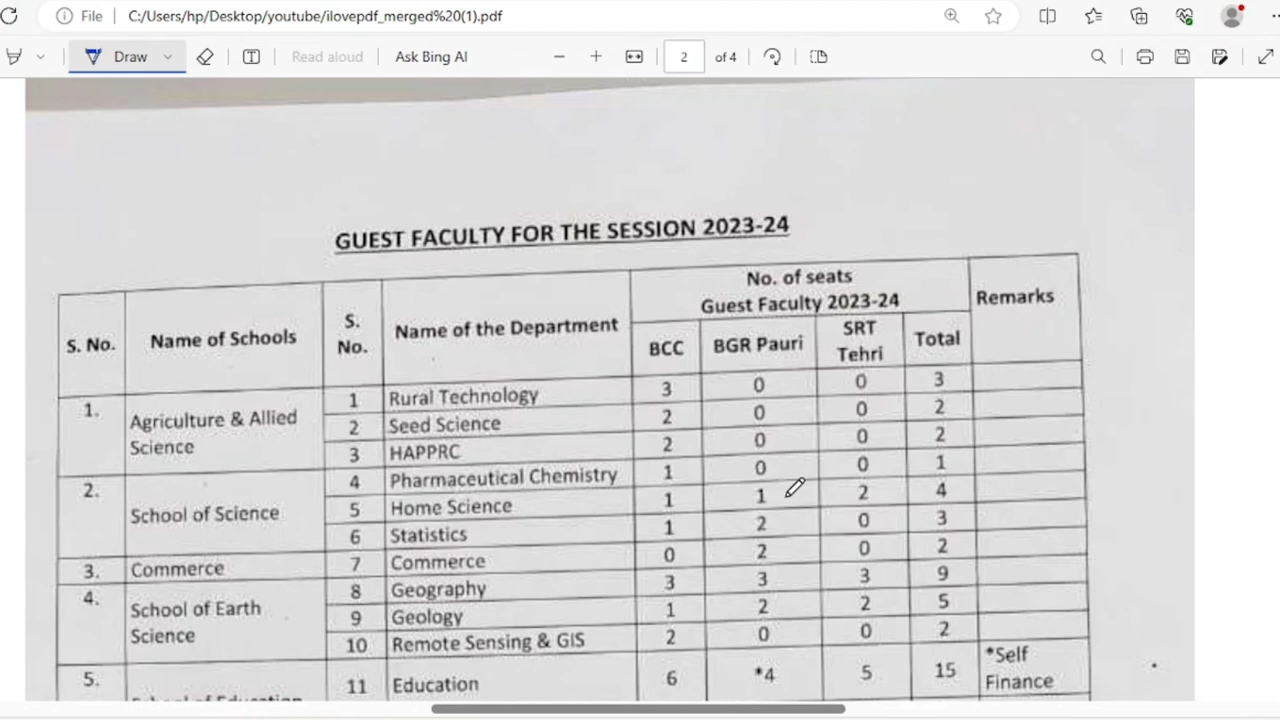 File C:/Users/hp/Desktop/youtube/ilovepdf_merged%20(1).pdf
Draw Read aloud Ask Bing AI 2 of 4
GUEST FACULTY FOR THE SESSION 2023-24
S. No. Name of Schools S. No. Name of the Department No. of seats Guest Faculty 2023-24 Remarks
BCC BGR Pauri SRT Tehri Total
1. Agriculture & Allied Science 1 Rural Technology 3 0 0 3
2 Seed Science 2 0 0 2
3 HAPPRC 2 0 0 2
2. School of Science 4 Pharmaceutical Chemistry 1 0 0 1
5 Home Science 1 1 2 4
6 Statistics 1 2 0 3
3. Commerce 7 Commerce 0 2 0 2
4. School of Earth Science 8 Geography 3 3 3 9
9 Geology 1 2 2 5
10 Remote Sensing & GIS 2 0 0 2
5. 11 Education 6 *4 5 15 *Self Finance